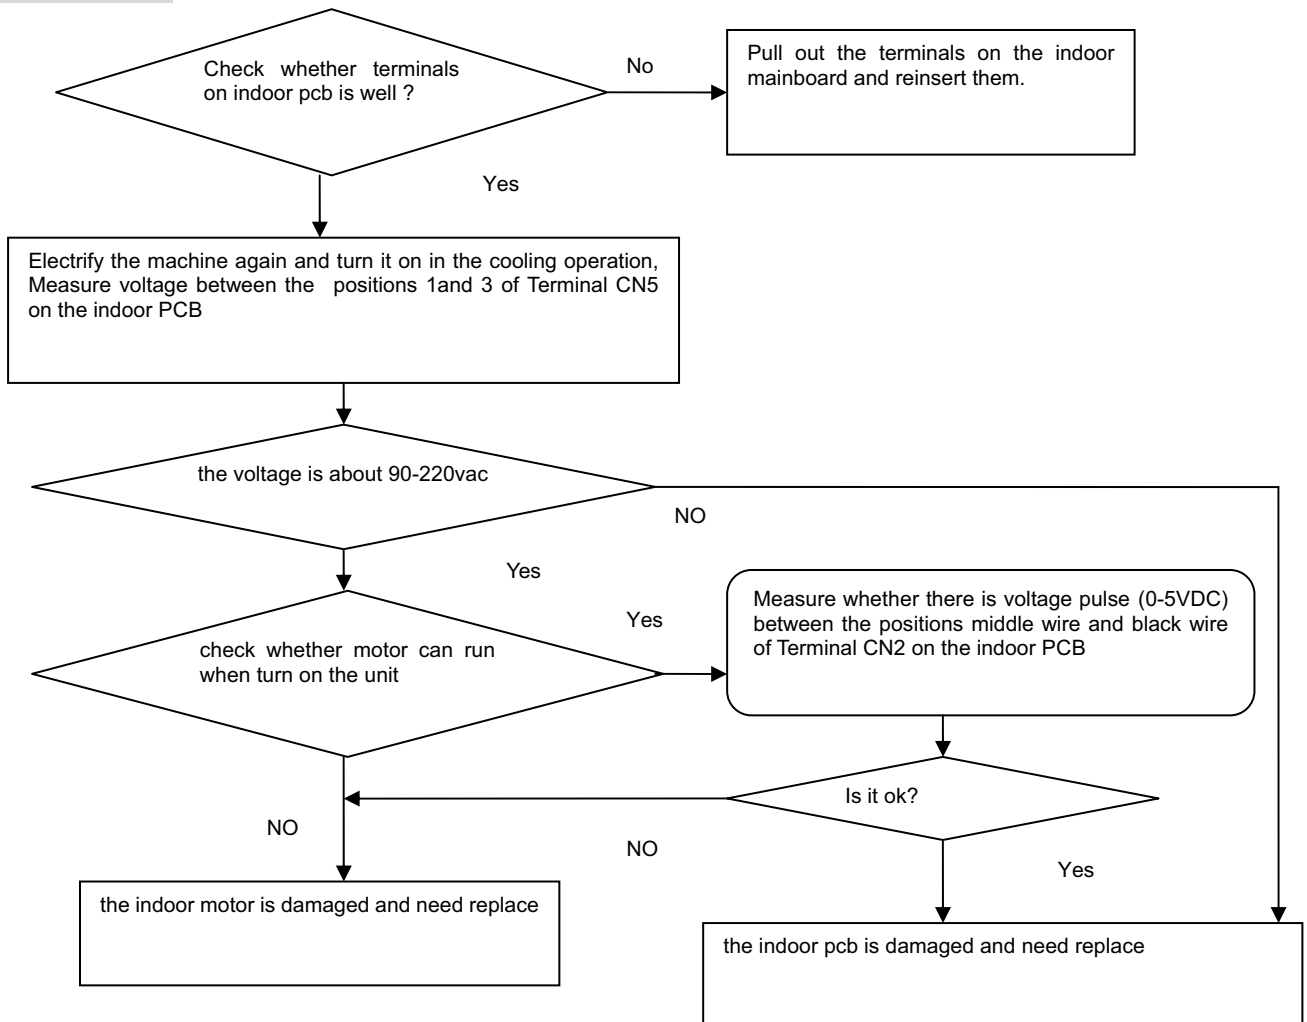 Check whether terminals
on indoor pcb is well ?
No
Pull out the terminals on the indoor
mainboard and reinsert them.
Yes
Electrify the machine again and turn it on in the cooling operation,
Measure voltage between the positions 1and 3 of Terminal CN5
on the indoor PCB
the voltage is about 90-220vac
NO
Yes
check whether motor can run
when turn on the unit
Yes
Measure whether there is voltage pulse (0-5VDC)
between the positions middle wire and black wire
of Terminal CN2 on the indoor PCB
Is it ok?
NO
NO
Yes
the indoor motor is damaged and need replace
the indoor pcb is damaged and need replace